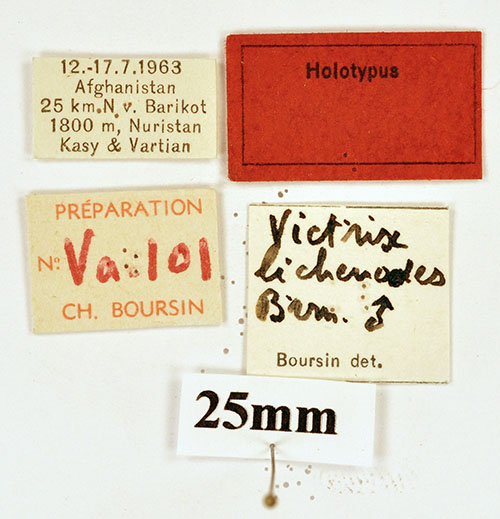 12.-17.7.1963
Afghanistan
25 km. N. v. Barikot
1800 m, Nuristan
Kasy & Vartian
Holotypus
PRÉPARATION
No: Va.101
CH. BOURSIN
Victrix
lichenodes
Brsn. ♂
Boursin det.
25mm